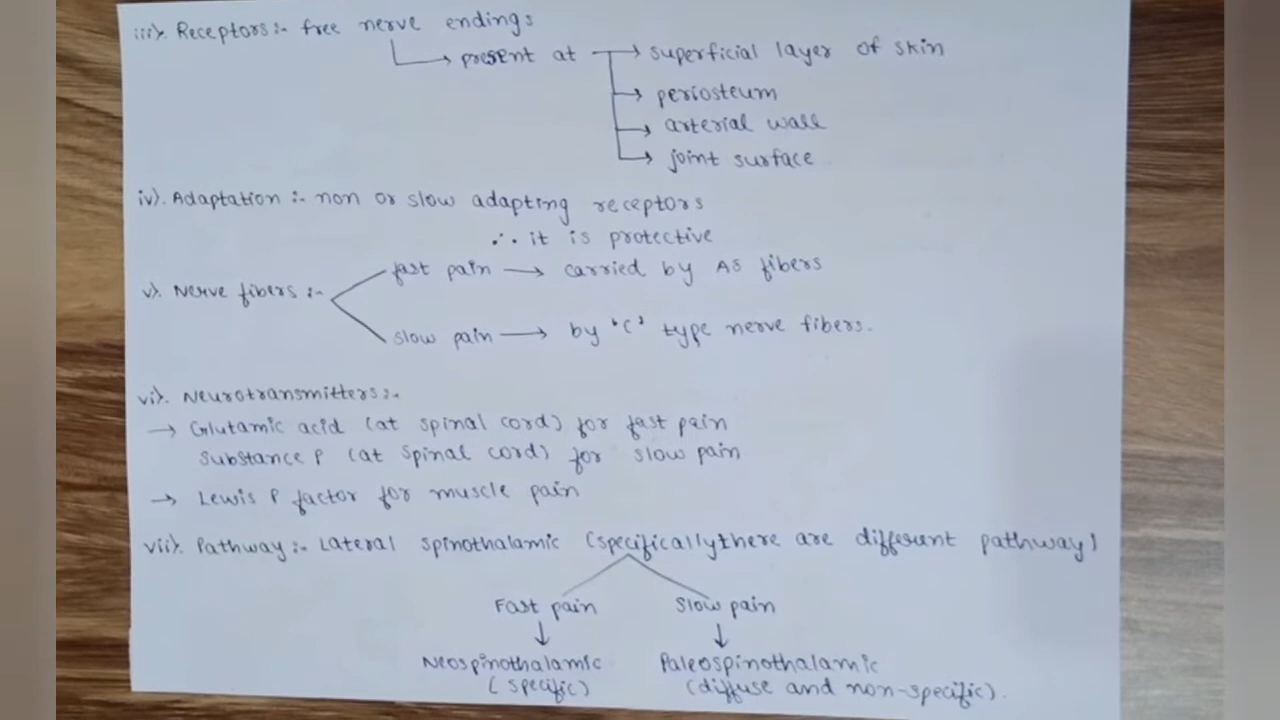 iii). Receptors:- free nerve endings
present at → superficial layer of skin
→ periosteum
→ arterial wall
→ joint surface
iv). Adaptation :- non or slow adapting receptors
∴ it is protective
fast pain → carried by Aδ fibers
v). Nerve fibers :-
slow pain → by 'C' type nerve fibers.
vi). Neurotransmitters:-
→ Glutamic acid (at spinal cord) for fast pain
Substance P (at spinal cord) for slow pain
→ Lewis P factor for muscle pain
vii). Pathway :- Lateral spinothalamic (specifically there are different pathway)
Fast pain Slow pain
↓ ↓
Neospinothalamic Paleospinothalamic
(specific) (diffuse and non-specific).